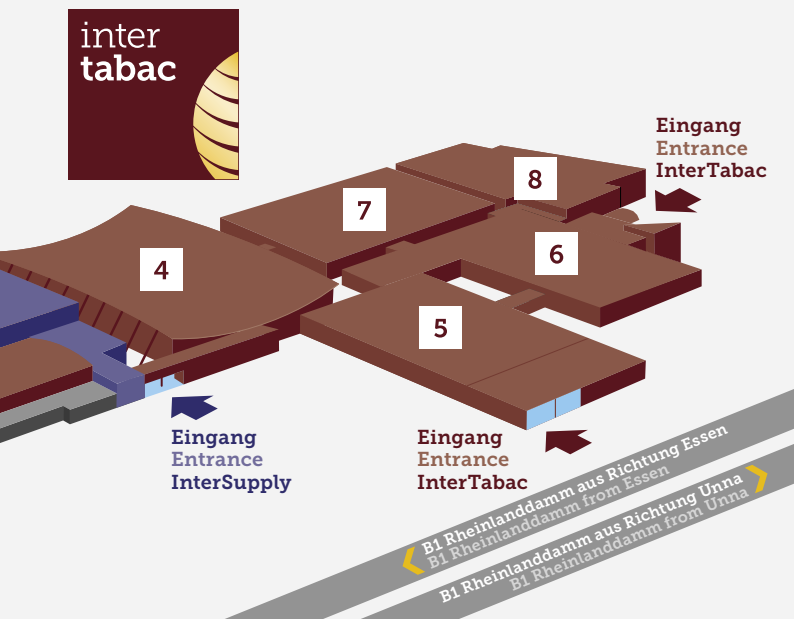 inter
tabac
Eingang
Entrance
InterTabac
8
7
6
4
5
Eingang
Entrance
InterSupply
Eingang
Entrance
InterTabac
B1 Rheinlanddamm aus Richtung Essen
B1 Rheinlanddamm from Essen
B1 Rheinlanddamm aus Richtung Unna
B1 Rheinlanddamm from Unna